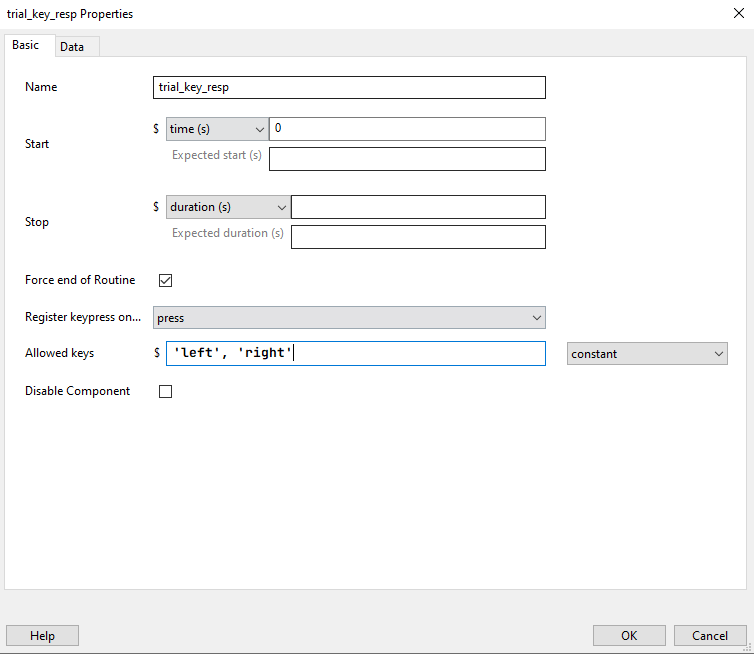 trial_key_resp Properties
Basic Data
Name trial_key_resp
$ time (s) 0
Start
Expected start (s)
$ duration (s)
Stop
Expected duration (s)
Force end of Routine
Register keypress on... press
Allowed keys $ 'left', 'right' constant
Disable Component
Help OK Cancel